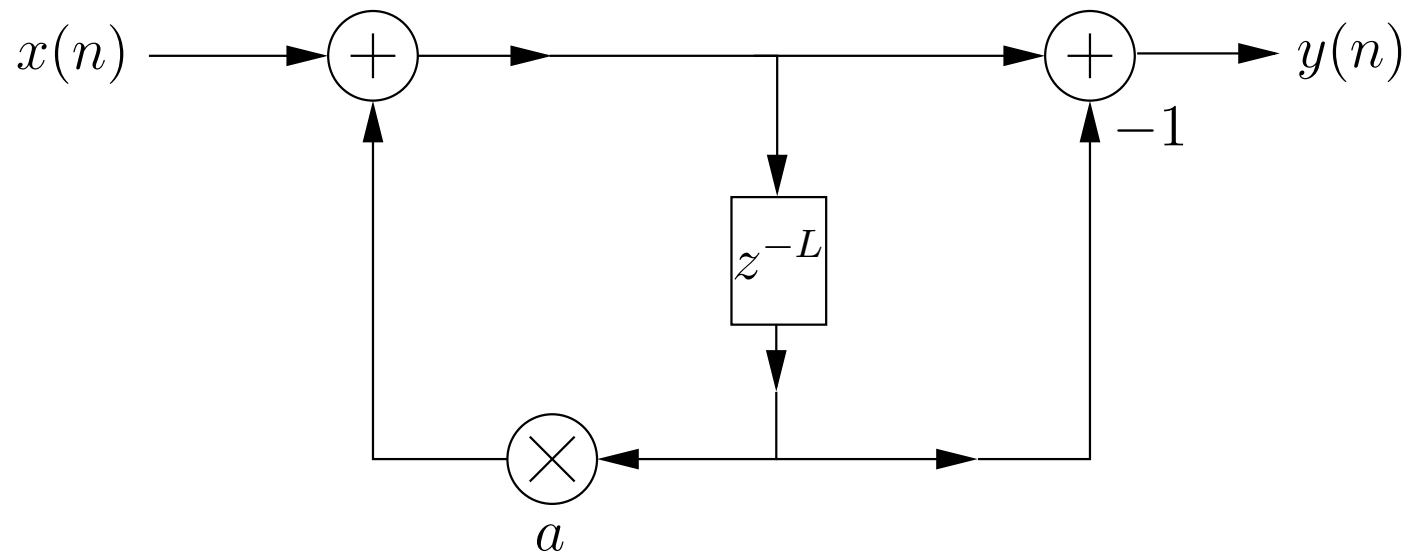 x(n) + + y(n)
−1
z^{−L}
×
a